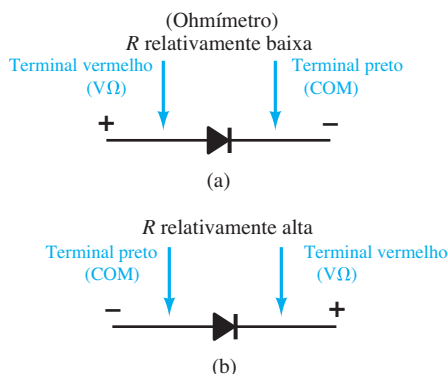 (Ohmímetro)
R relativamente baixa
Terminal vermelho
(VΩ)
Terminal preto
(COM)
+
–
(a)
R relativamente alta
Terminal preto
(COM)
Terminal vermelho
(VΩ)
–
+
(b)